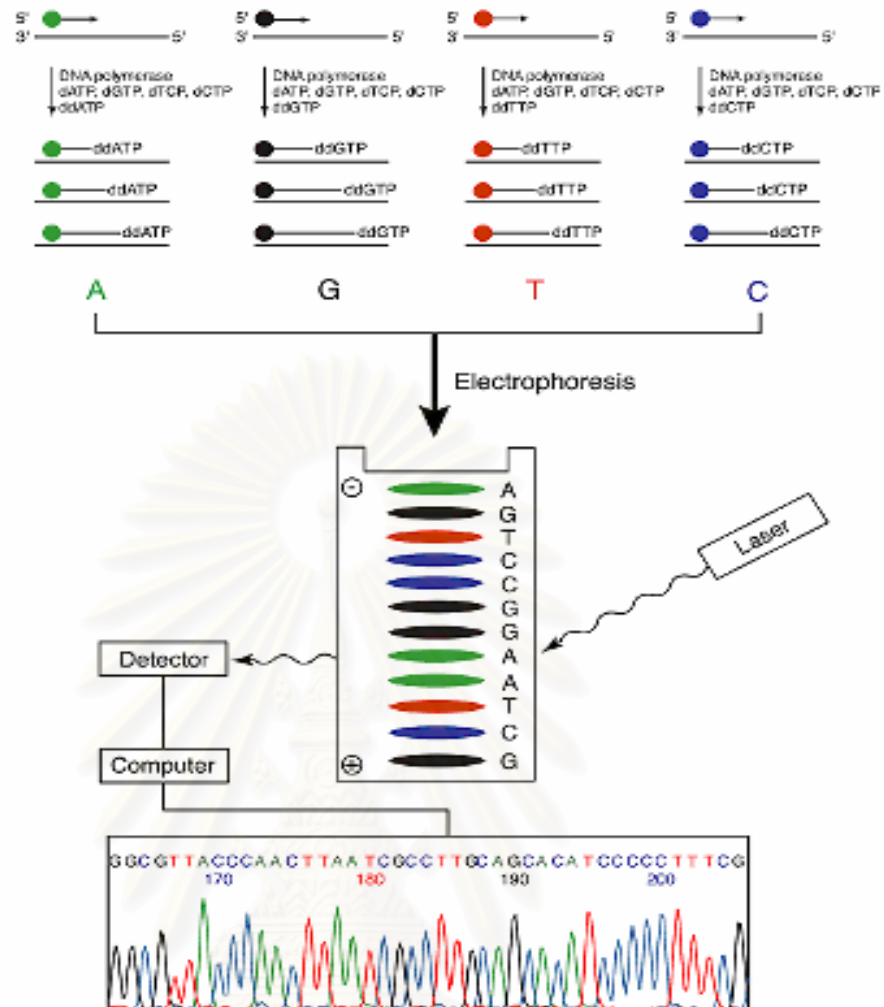 5' 5' 5' 5'
3' 5' 3' 5' 3' 5' 3' 5'
DNA polymerase DNA polymerase DNA polymerase DNA polymerase
dATP, dGTP, dTCP, dCTP dATP, dGTP, dTCP, dCTP dATP, dGTP, dTCP, dCTP dATP, dGTP, dTCP, dCTP
ddATP ddGTP ddTTP ddCTP
ddATP ddGTP ddTTP ddCTP
ddATP ddGTP ddTTP ddCTP
ddATP ddGTP ddTTP ddCTP
A G T C
Electrophoresis
- A
G
T
C
C
G
G
A
A
T
C
+ G
Laser
Detector
Computer
GGCGTTACCCAACTTAATCGCCTTGCAGCACATCCCCCTTTCG
170 180 190 200